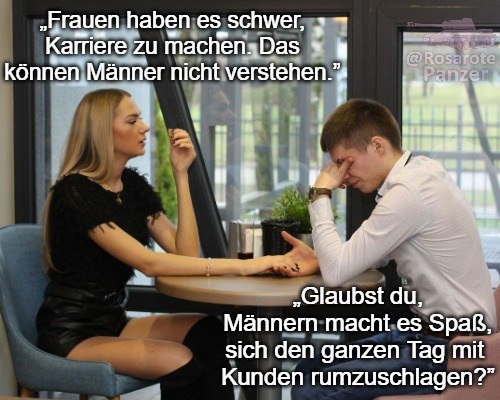 „Frauen haben es schwer,
Karriere zu machen. Das
können Männer nicht verstehen.”
@Rosarote
Panzer
„Glaubst du,
Männern macht es Spaß,
sich den ganzen Tag mit
Kunden rumzuschlagen?”